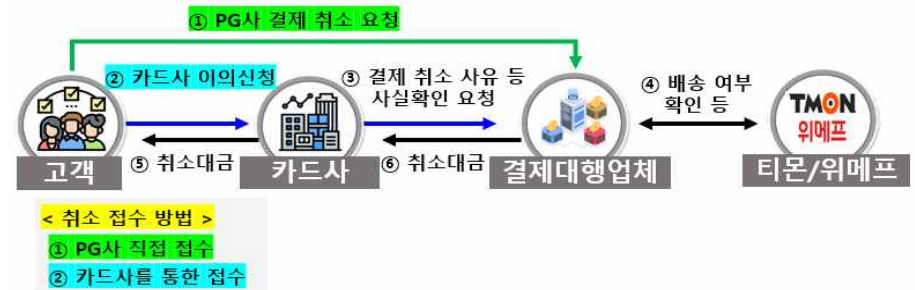 ① PG사 결제 취소 요청
② 카드사 이의신청
③ 결제 취소 사유 등
사실확인 요청
④ 배송 여부
확인 등
TMON
위메프
⑤ 취소대금
⑥ 취소대금
고객
카드사
결제대행업체
티몬/위메프
< 취소 접수 방법 >
① PG사 직접 접수
② 카드사를 통한 접수